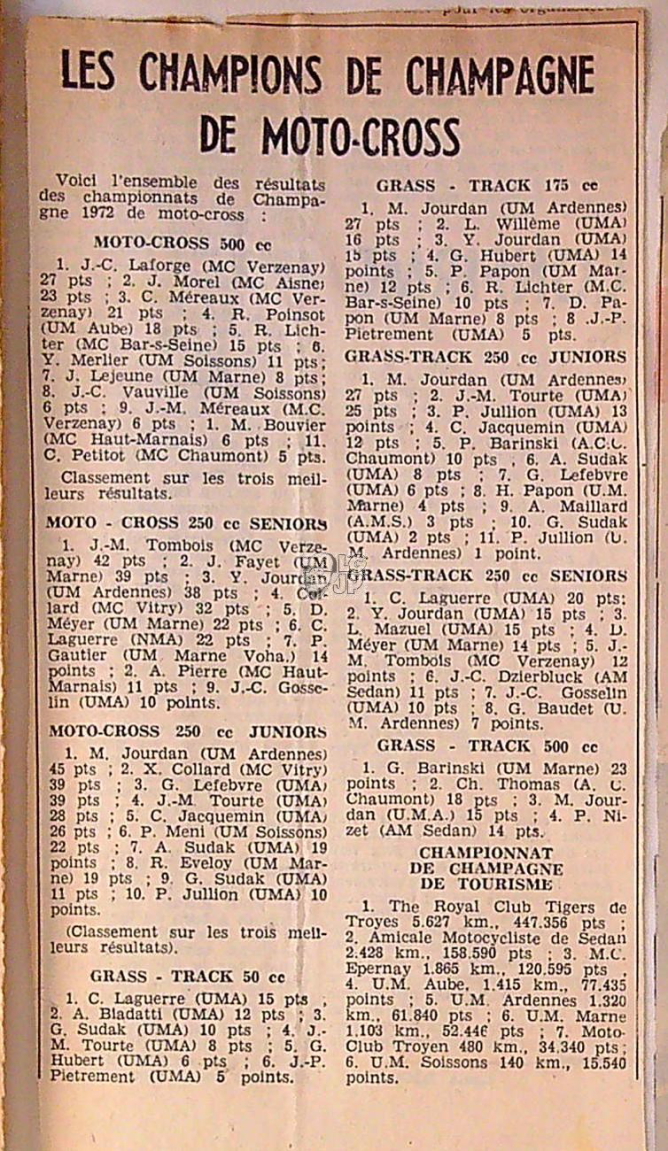 LES CHAMPIONS DE CHAMPAGNE
DE MOTO-CROSS
Voici l'ensemble des résultats
des championnats de Champa-
gne 1972 de moto-cross :
MOTO-CROSS 500 cc
1. J.-C. Laforge (MC Verzenay)
27 pts ; 2. J. Morel (MC Aisne)
23 pts ; 3. C. Méreaux (MC Ver-
zenay) 21 pts ; 4. R. Poinsot
(UM Aube) 18 pts ; 5. R. Lich-
ter (MC Bar-s-Seine) 15 pts ; 6.
Y. Merlier (UM Soissons) 11 pts ;
7. J. Lejeune (UM Marne) 8 pts ;
8. J.-C. Vauville (UM Soissons)
6 pts ; 9. J.-M. Méreaux (M.C.
Verzenay) 6 pts ; 1. M. Bouvier
(MC Haut-Marnais) 6 pts ; 11.
C. Petitot (MC Chaumont) 5 pts.
Classement sur les trois meil-
leurs résultats.
MOTO - CROSS 250 cc SENIORS
1. J.-M. Tombois (MC Verze-
nay) 42 pts ; 2. J. Fayet (UM
Marne) 39 pts ; 3. Y. Jourdan
(UM Ardennes) 38 pts ; 4. Col-
lard (MC Vitry) 32 pts ; 5. D.
Méyer (UM Marne) 22 pts ; 6. C.
Laguerre (NMA) 22 pts ; 7. P.
Gautier (UM Marne Voha.) 14
points ; 2. A. Pierre (MC Haut-
Marnais) 11 pts ; 9. J.-C. Gosse-
lin (UMA) 10 points.
MOTO-CROSS 250 cc JUNIORS
1. M. Jourdan (UM Ardennes)
45 pts ; 2. X. Collard (MC Vitry)
39 pts ; 3. G. Lefebvre (UMA)
39 pts ; 4. J.-M. Tourte (UMA)
28 pts ; 5. C. Jacquemin (UMA)
26 pts ; 6. P. Meni (UM Soissons)
22 pts ; 7. A. Sudak (UMA) 19
points ; 8. R. Eveloy (UM Mar-
ne) 19 pts ; 9. G. Sudak (UMA)
11 pts ; 10. P. Jullion (UMA) 10
points.
(Classement sur les trois meil-
leurs résultats).
GRASS - TRACK 50 cc
1. C. Laguerre (UMA) 15 pts ,
2. A. Bladatti (UMA) 12 pts ; 3.
G. Sudak (UMA) 10 pts ; 4. J.-
M. Tourte (UMA) 8 pts ; 5. G.
Hubert (UMA) 6 pts ; 6. J.-P.
Pietrement (UMA) 5 points.
GRASS - TRACK 175 cc
1. M. Jourdan (UM Ardennes)
27 pts ; 2. L. Willème (UMA)
16 pts ; 3. Y. Jourdan (UMA)
15 pts ; 4. G. Hubert (UMA) 14
points ; 5. P. Papon (UM Mar-
ne) 12 pts ; 6. R. Lichter (M.C.
Bar-s-Seine) 10 pts ; 7. D. Pa-
pon (UM Marne) 8 pts ; 8 .J.-P.
Pietrement (UMA) 5 pts.
GRASS-TRACK 250 cc JUNIORS
1. M. Jourdan (UM Ardennes)
27 pts ; 2. J.-M. Tourte (UMA)
25 pts ; 3. P. Jullion (UMA) 13
points ; 4. C. Jacquemin (UMA)
12 pts ; 5. P. Barinski (A.C.C.
Chaumont) 10 pts , 6. A. Sudak
(UMA) 8 pts ; 7. G. Lefebvre
(UMA) 6 pts ; 8. H. Papon (U.M.
Marne) 4 pts ; 9. A. Maillard
(A.M.S.) 3 pts ; 10. G. Sudak
(UMA) 2 pts ; 11. P. Jullion (U.
M. Ardennes) 1 point.
GRASS-TRACK 250 cc SENIORS
1. C. Laguerre (UMA) 20 pts;
2. Y. Jourdan (UMA) 15 pts ; 3.
L. Mazuel (UMA) 15 pts ; 4. D.
Méyer (UM Marne) 14 pts ; 5. J.-
M. Tombois (MC Verzenay) 12
points ; 6. J.-C. Dzierbluck (AM
Sedan) 11 pts ; 7. J.-C. Gosselin
(UMA) 10 pts ; 8. G. Baudet (U.
M. Ardennes) 7 points.
GRASS - TRACK 500 cc
1. G. Barinski (UM Marne) 23
points ; 2. Ch. Thomas (A. C.
Chaumont) 18 pts ; 3. M. Jour-
dan (U.M.A.) 15 pts ; 4. P. Ni-
zet (AM Sedan) 14 pts.
CHAMPIONNAT
DE CHAMPAGNE
DE TOURISME
1. The Royal Club Tigers de
Troyes 5.627 km., 447.356 pts ;
2. Amicale Motocycliste de Sedan
2.428 km., 158.590 pts ; 3. M.C.
Epernay 1.865 km., 120.595 pts ,
4. U.M. Aube, 1.415 km., 77.435
points ; 5. U.M. Ardennes 1.320
km., 61.840 pts ; 6. U.M. Marne
1.103 km., 52.446 pts ; 7. Moto-
Club Troyen 480 km., 34.340 pts ;
6. U.M. Soissons 140 km., 15.540
points.